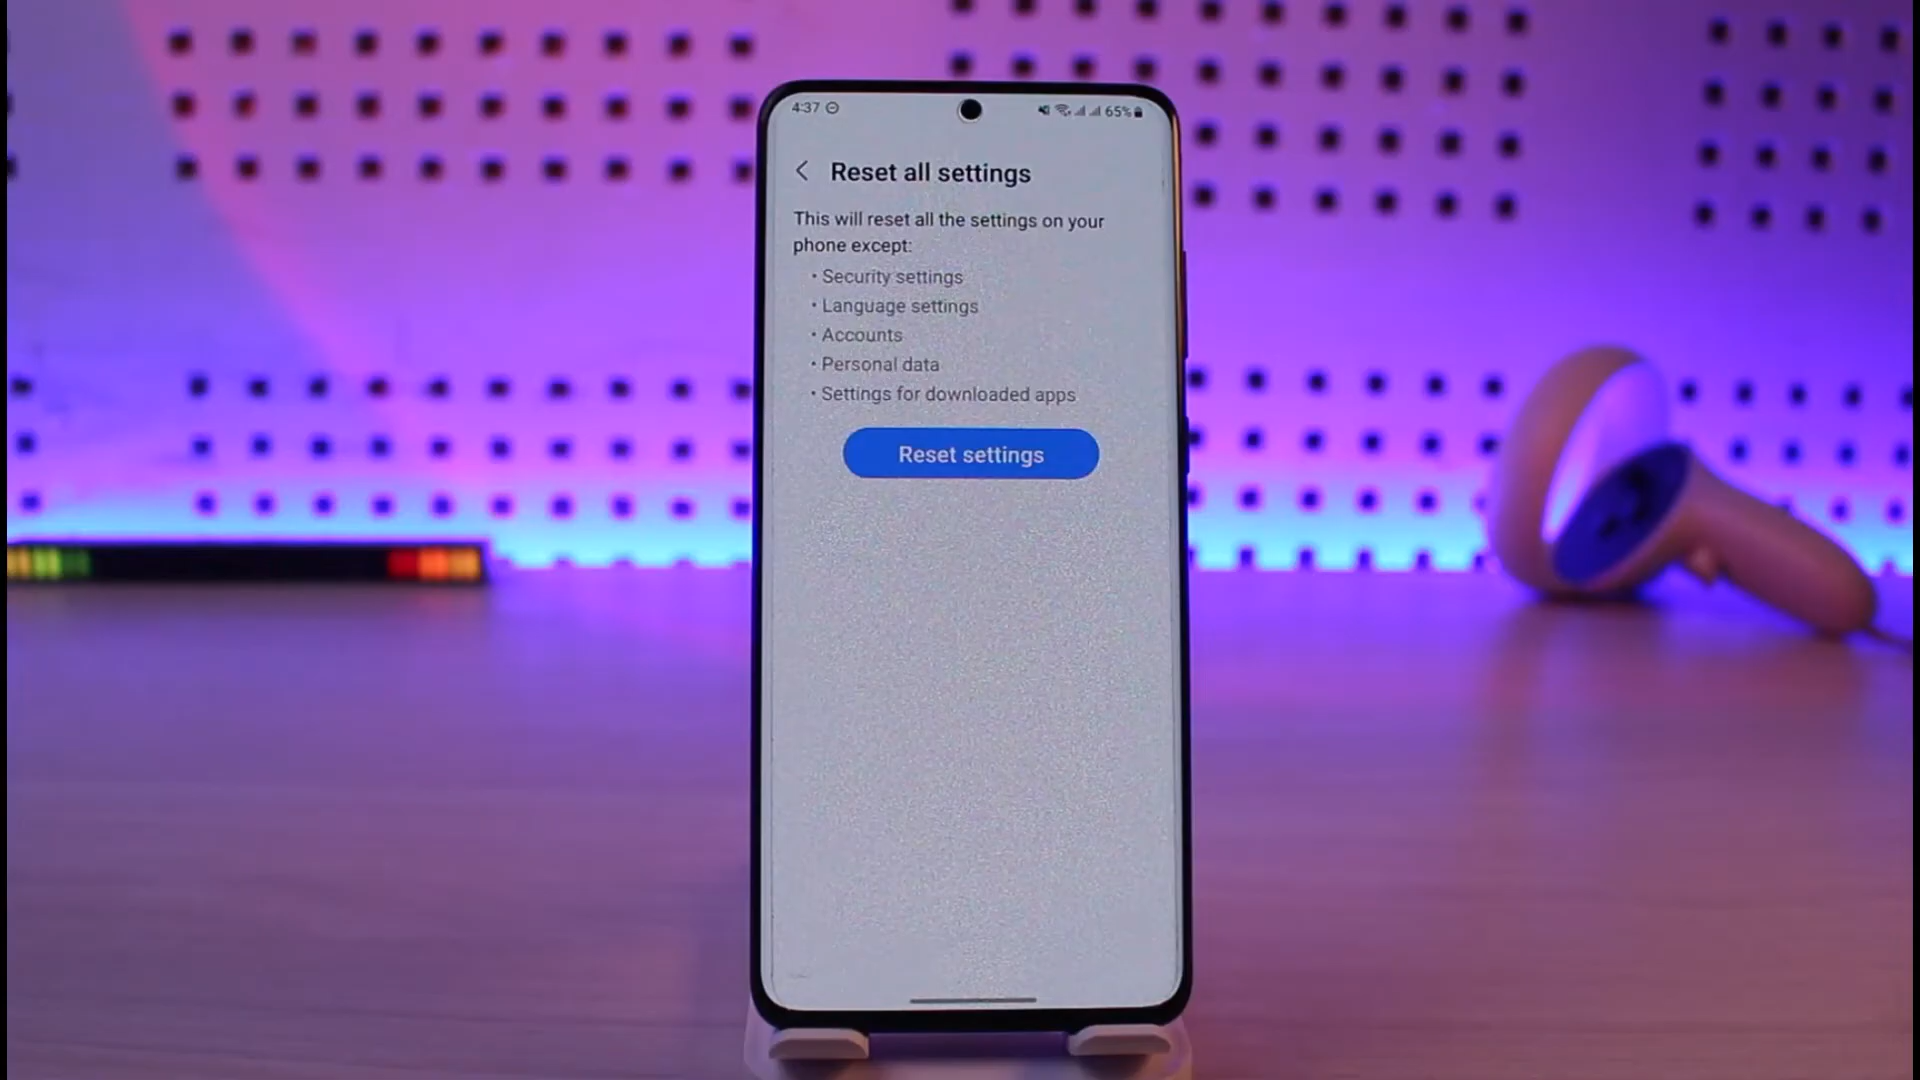 4:37
65%
Reset all settings
This will reset all the settings on your
phone except:
• Security settings
• Language settings
• Accounts
• Personal data
• Settings for downloaded apps
Reset settings